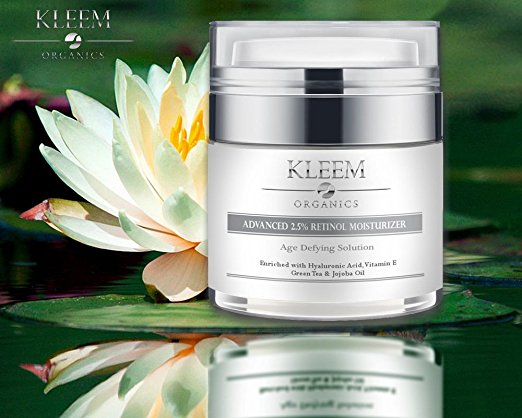 KLEEM
ORGANICS
KLEEM
ORGANICS
ADVANCED 2.5% RETINOL MOISTURIZER
Age Defying Solution
Enriched with Hyaluronic Acid, Vitamin E
Green Tea & Jojoba Oil